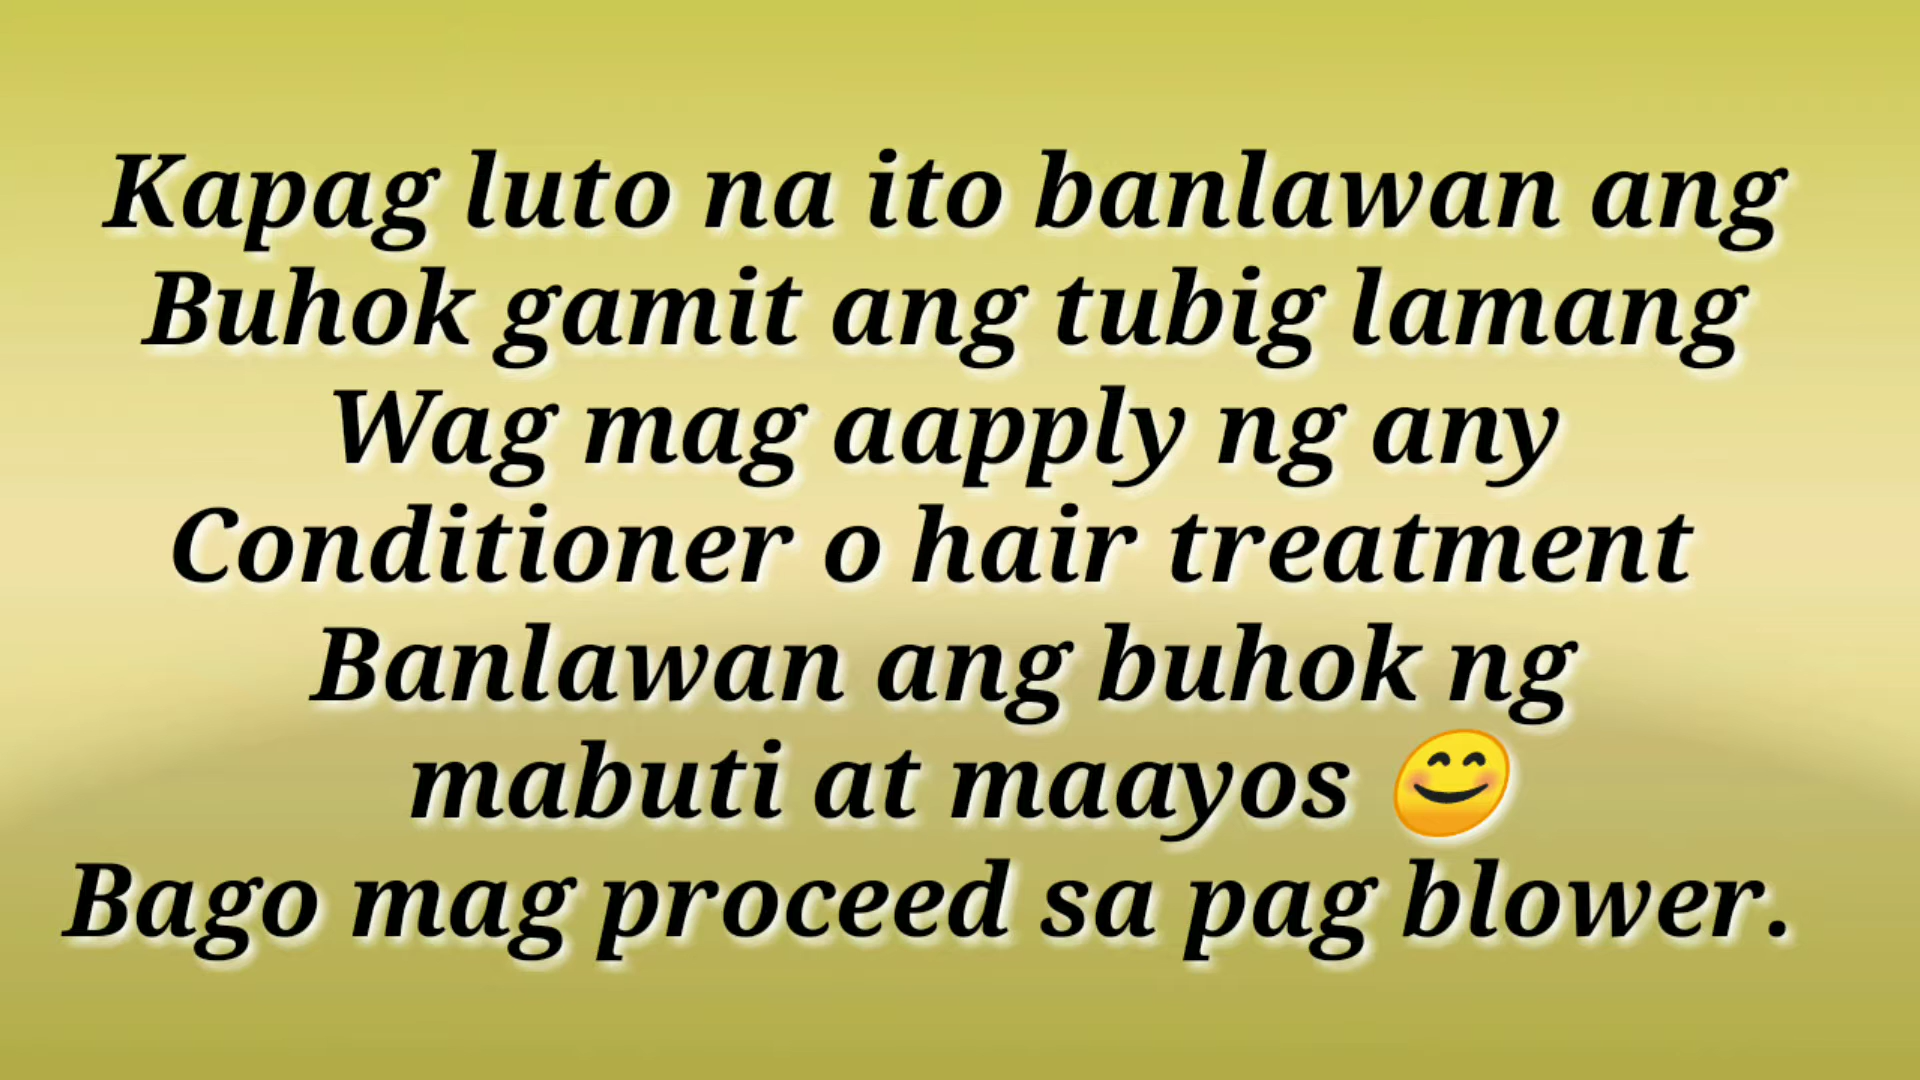 Kapag luto na ito banlawan ang
Buhok gamit ang tubig lamang
Wag mag aapply ng any
Conditioner o hair treatment
Banlawan ang buhok ng
mabuti at maayos 😊
Bago mag proceed sa pag blower.